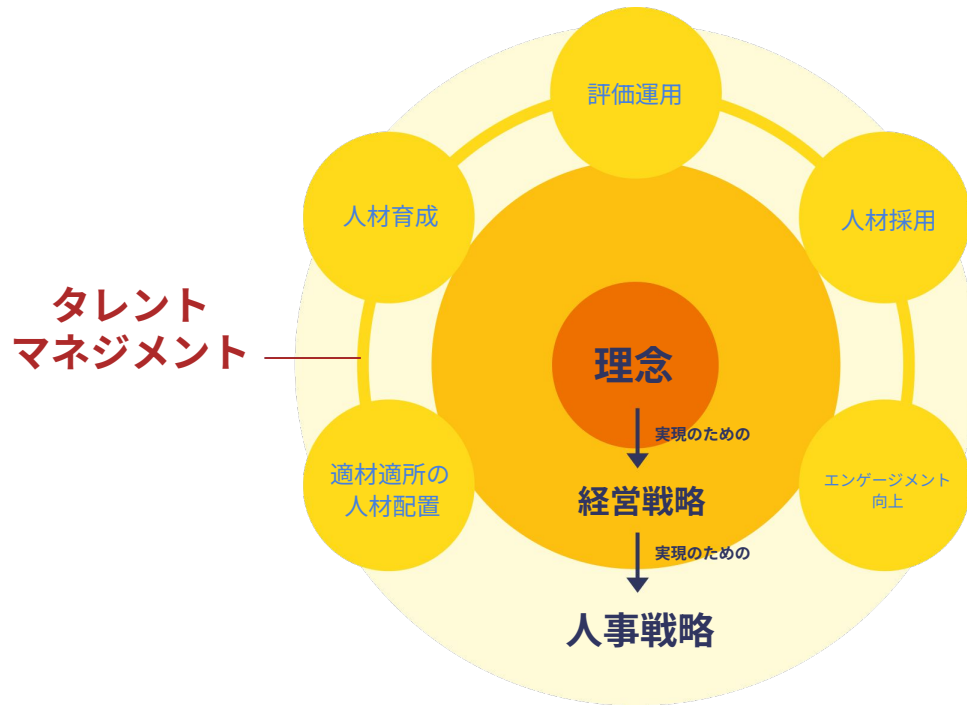 評価運用
人材育成
人材採用
タレント
マネジメント
理念
実現のための
適材適所の
人材配置
経営戦略
エンゲージメント
向上
実現のための
人事戦略